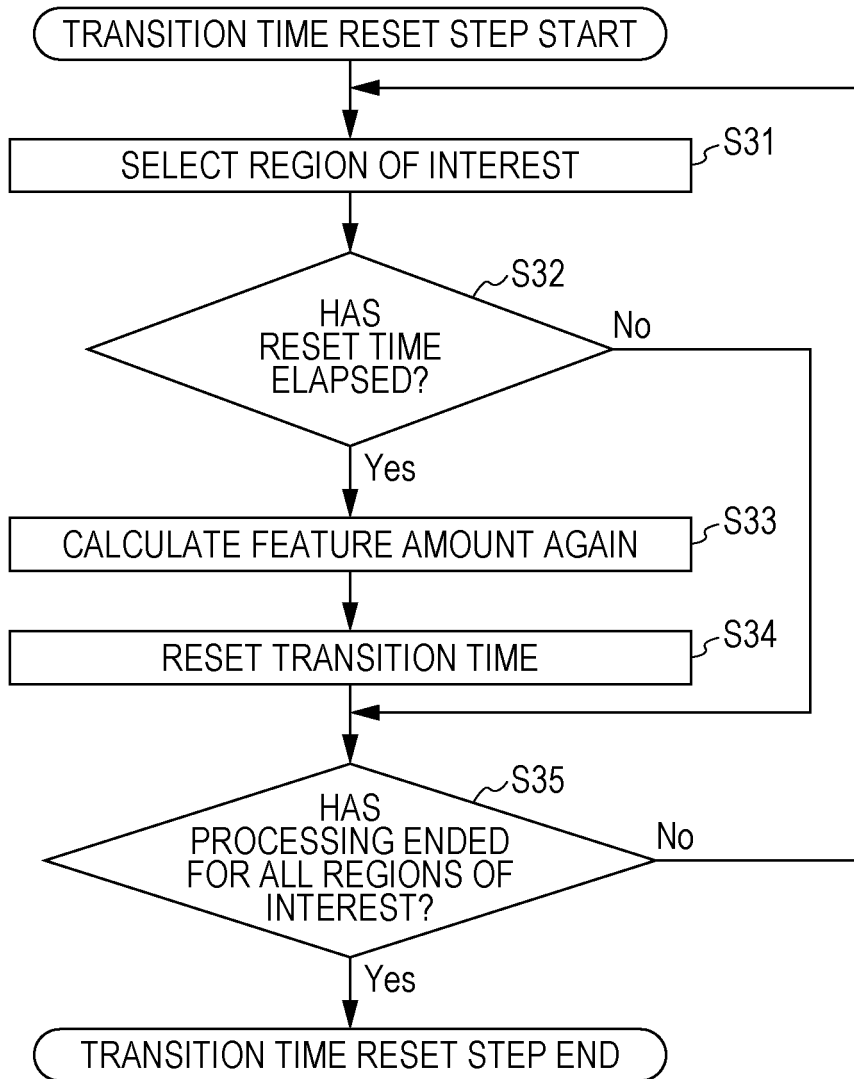 TRANSITION TIME RESET STEP START
S31
SELECT REGION OF INTEREST
S32
HAS
RESET TIME
ELAPSED?
No
Yes
S33
CALCULATE FEATURE AMOUNT AGAIN
S34
RESET TRANSITION TIME
S35
HAS
PROCESSING ENDED
FOR ALL REGIONS OF
INTEREST?
No
Yes
TRANSITION TIME RESET STEP END